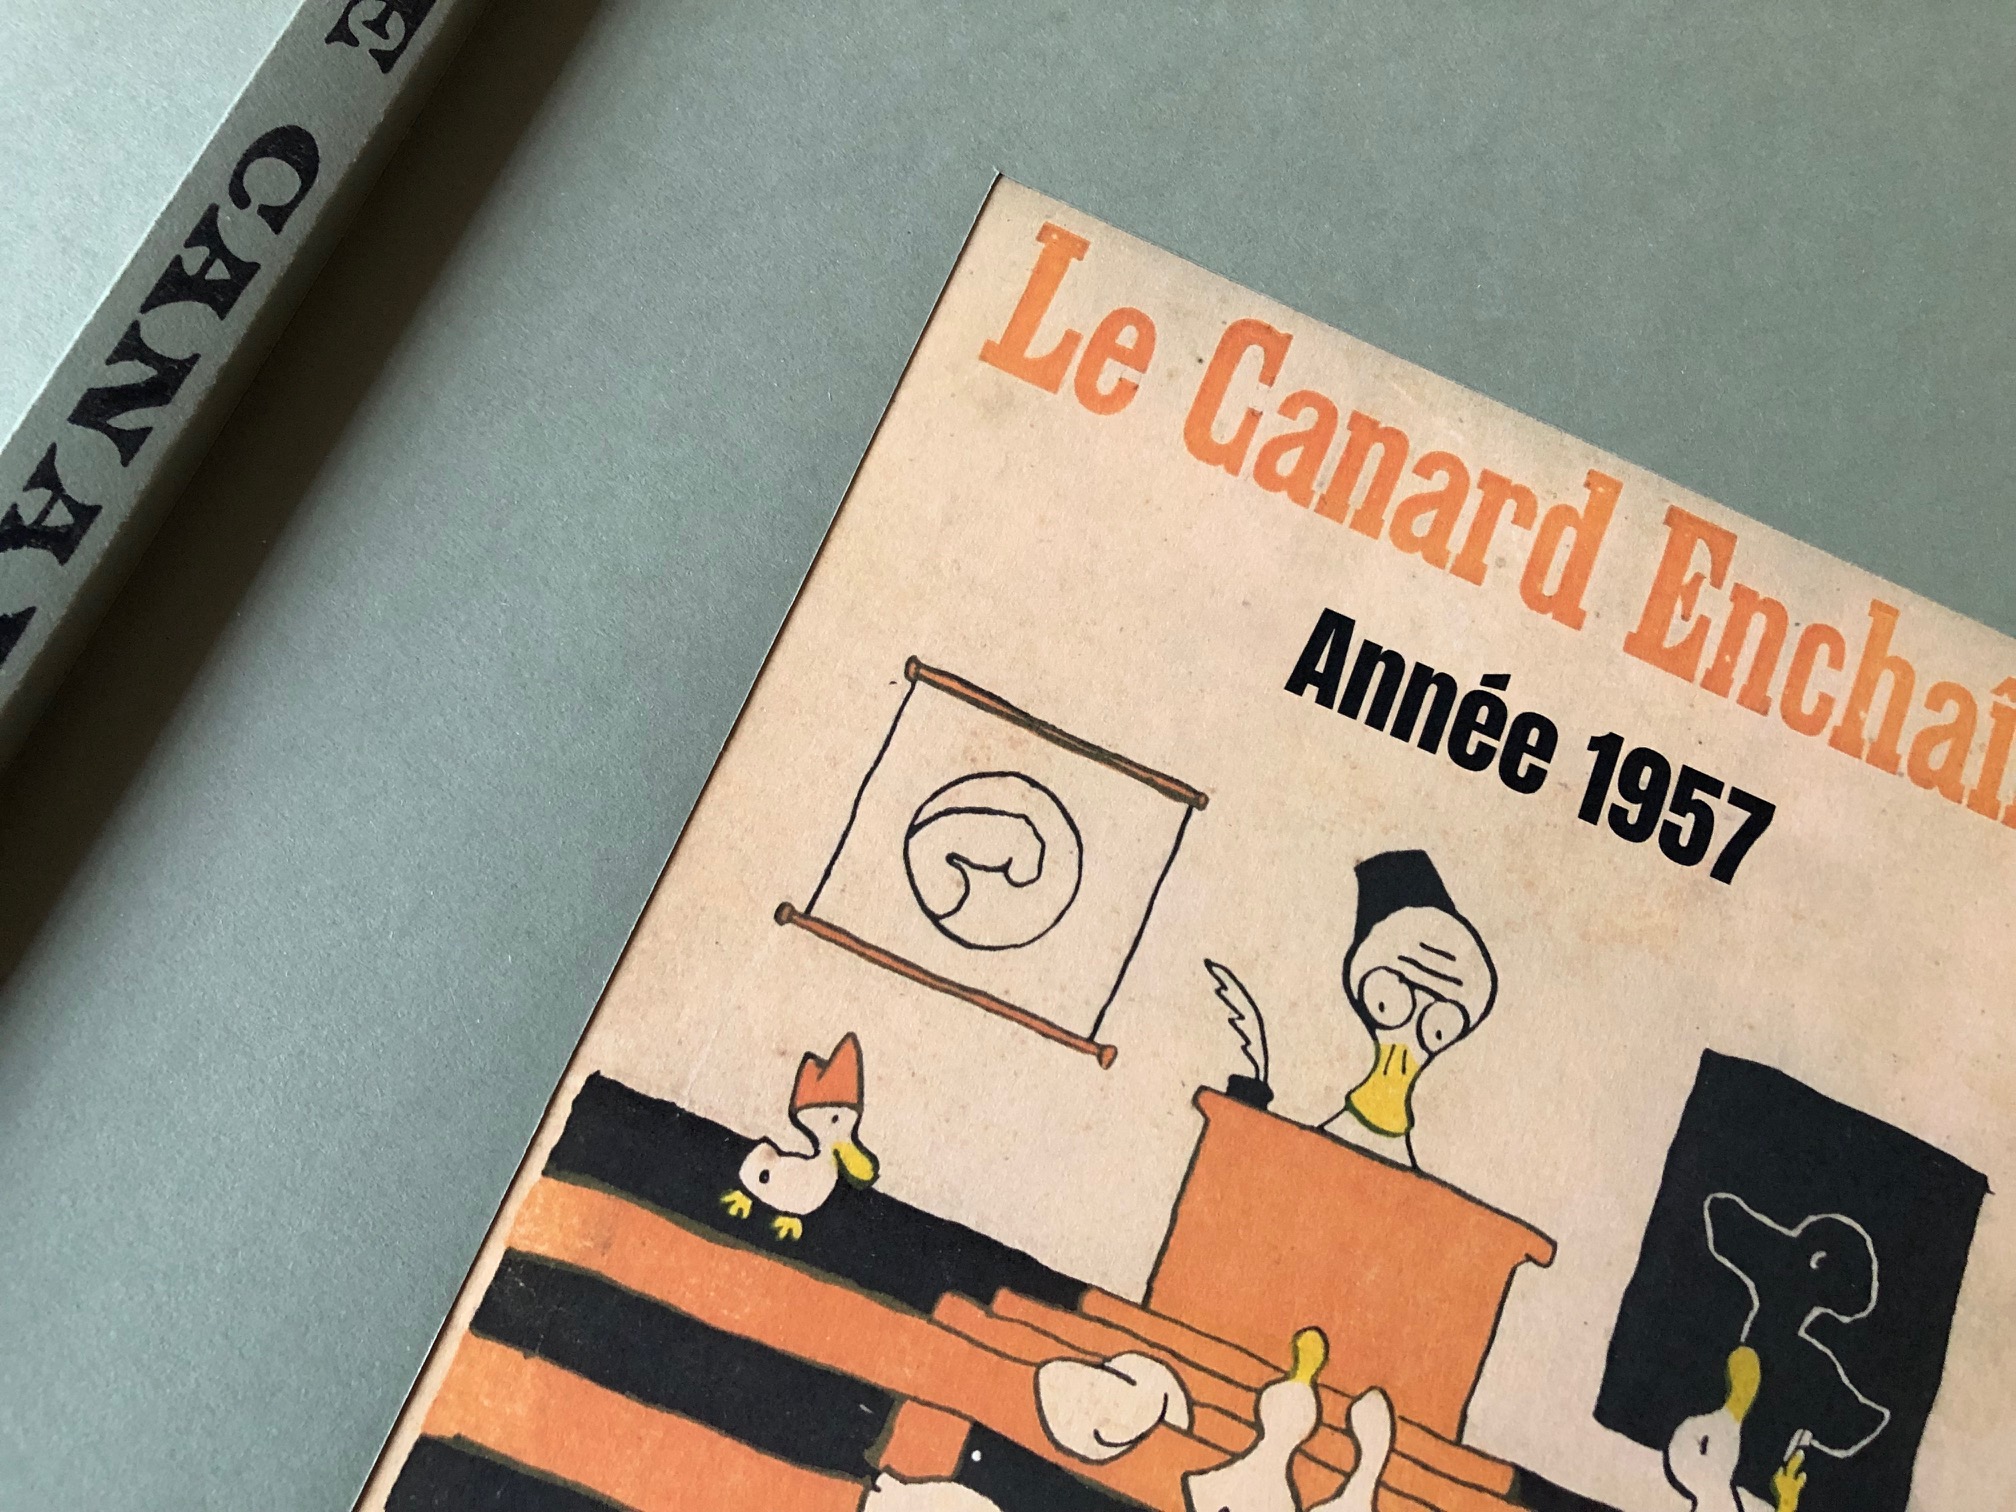 E CANA
Le Canard Enchaî
Année 1957